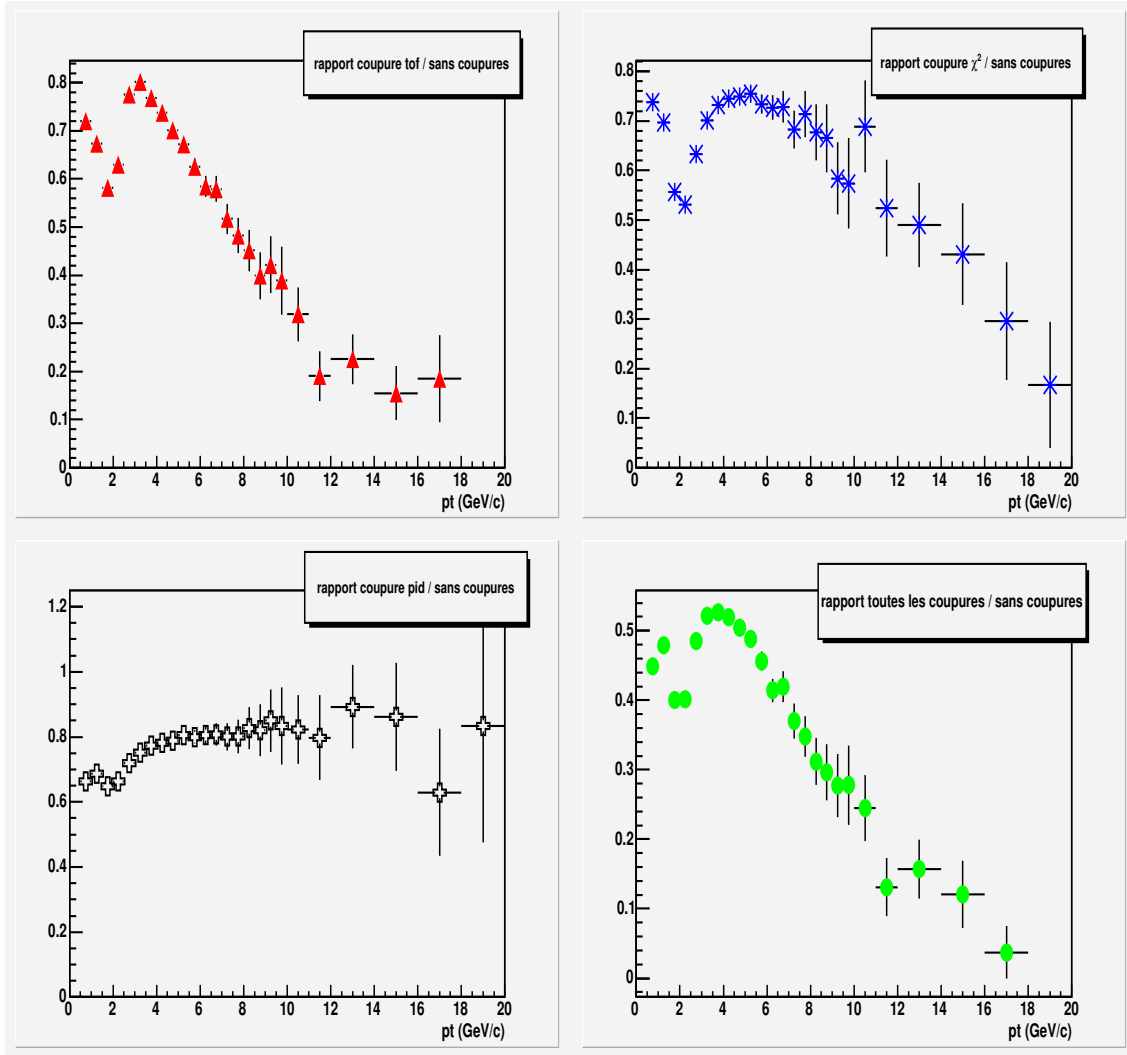 rapport coupure tof / sans coupures
0.8
0.7
0.6
0.5
0.4
0.3
0.2
0.1
0
0 2 4 6 8 10 12 14 16 18 20
pt (GeV/c)
rapport coupure χ² / sans coupures
0.8
0.7
0.6
0.5
0.4
0.3
0.2
0.1
0
0 2 4 6 8 10 12 14 16 18 20
pt (GeV/c)
rapport coupure pid / sans coupures
1.2
1
0.8
0.6
0.4
0.2
0
0 2 4 6 8 10 12 14 16 18 20
pt (GeV/c)
rapport toutes les coupures / sans coupures
0.5
0.4
0.3
0.2
0.1
0
0 2 4 6 8 10 12 14 16 18 20
pt (GeV/c)